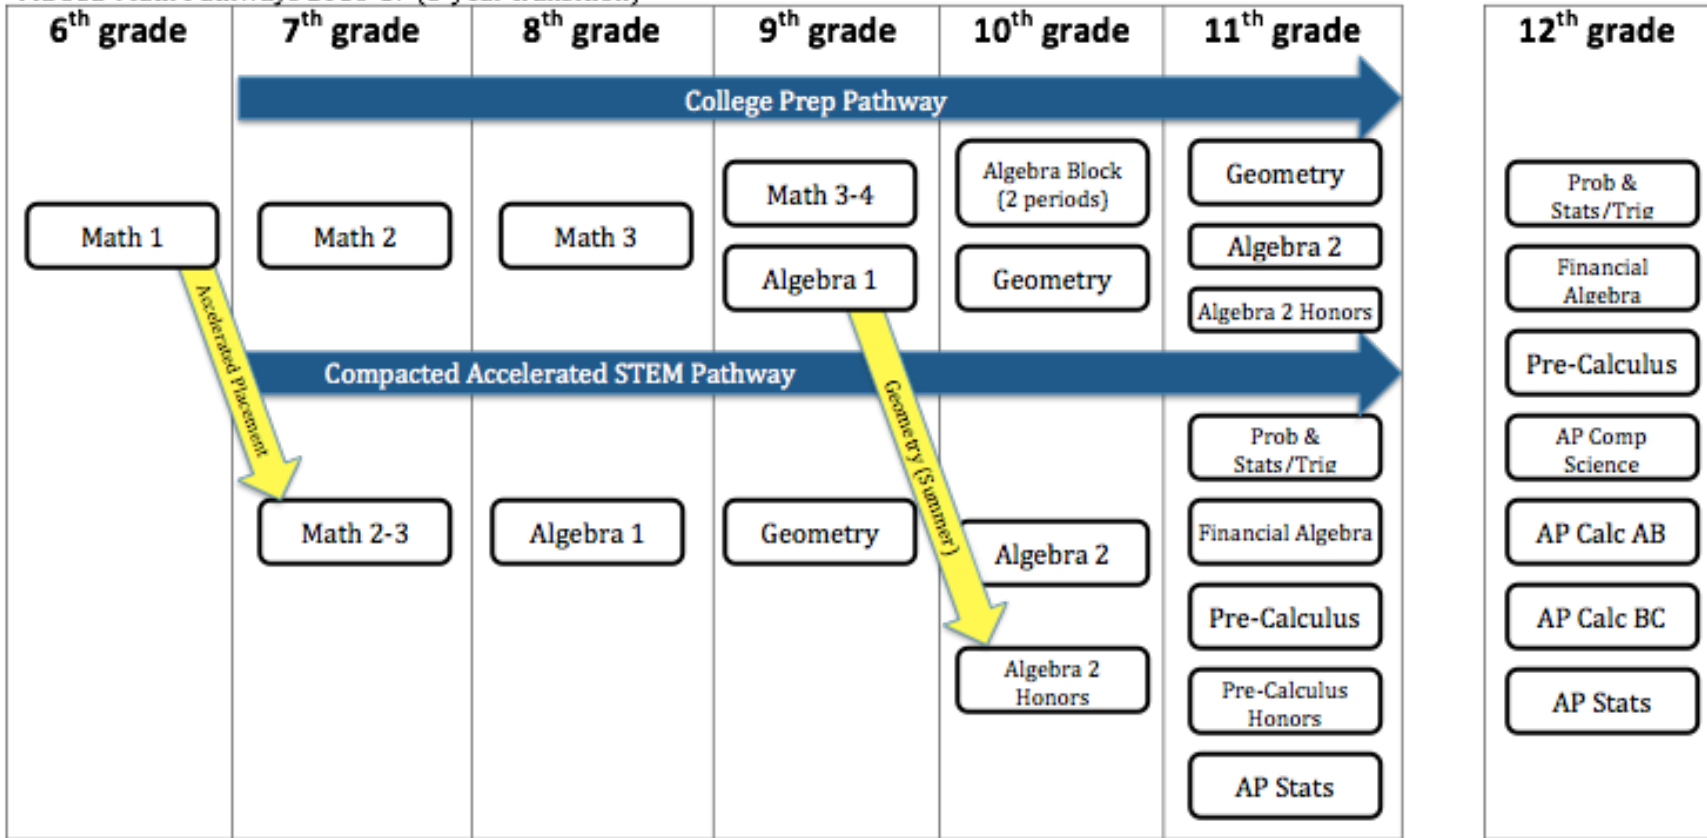 6th grade
7th grade
8th grade
9th grade
10th grade
11th grade
12th grade
College Prep Pathway
Math 1
Math 2
Math 3
Math 3-4
Algebra 1
Algebra Block
(2 periods)
Geometry
Geometry
Algebra 2
Algebra 2 Honors
Accelerated Placement
Geometry (Summer)
Compacted Accelerated STEM Pathway
Math 2-3
Algebra 1
Geometry
Algebra 2
Algebra 2
Honors
Prob &
Stats/Trig
Financial Algebra
Pre-Calculus
Pre-Calculus
Honors
AP Stats
Prob &
Stats/Trig
Financial
Algebra
Pre-Calculus
AP Comp
Science
AP Calc AB
AP Calc BC
AP Stats